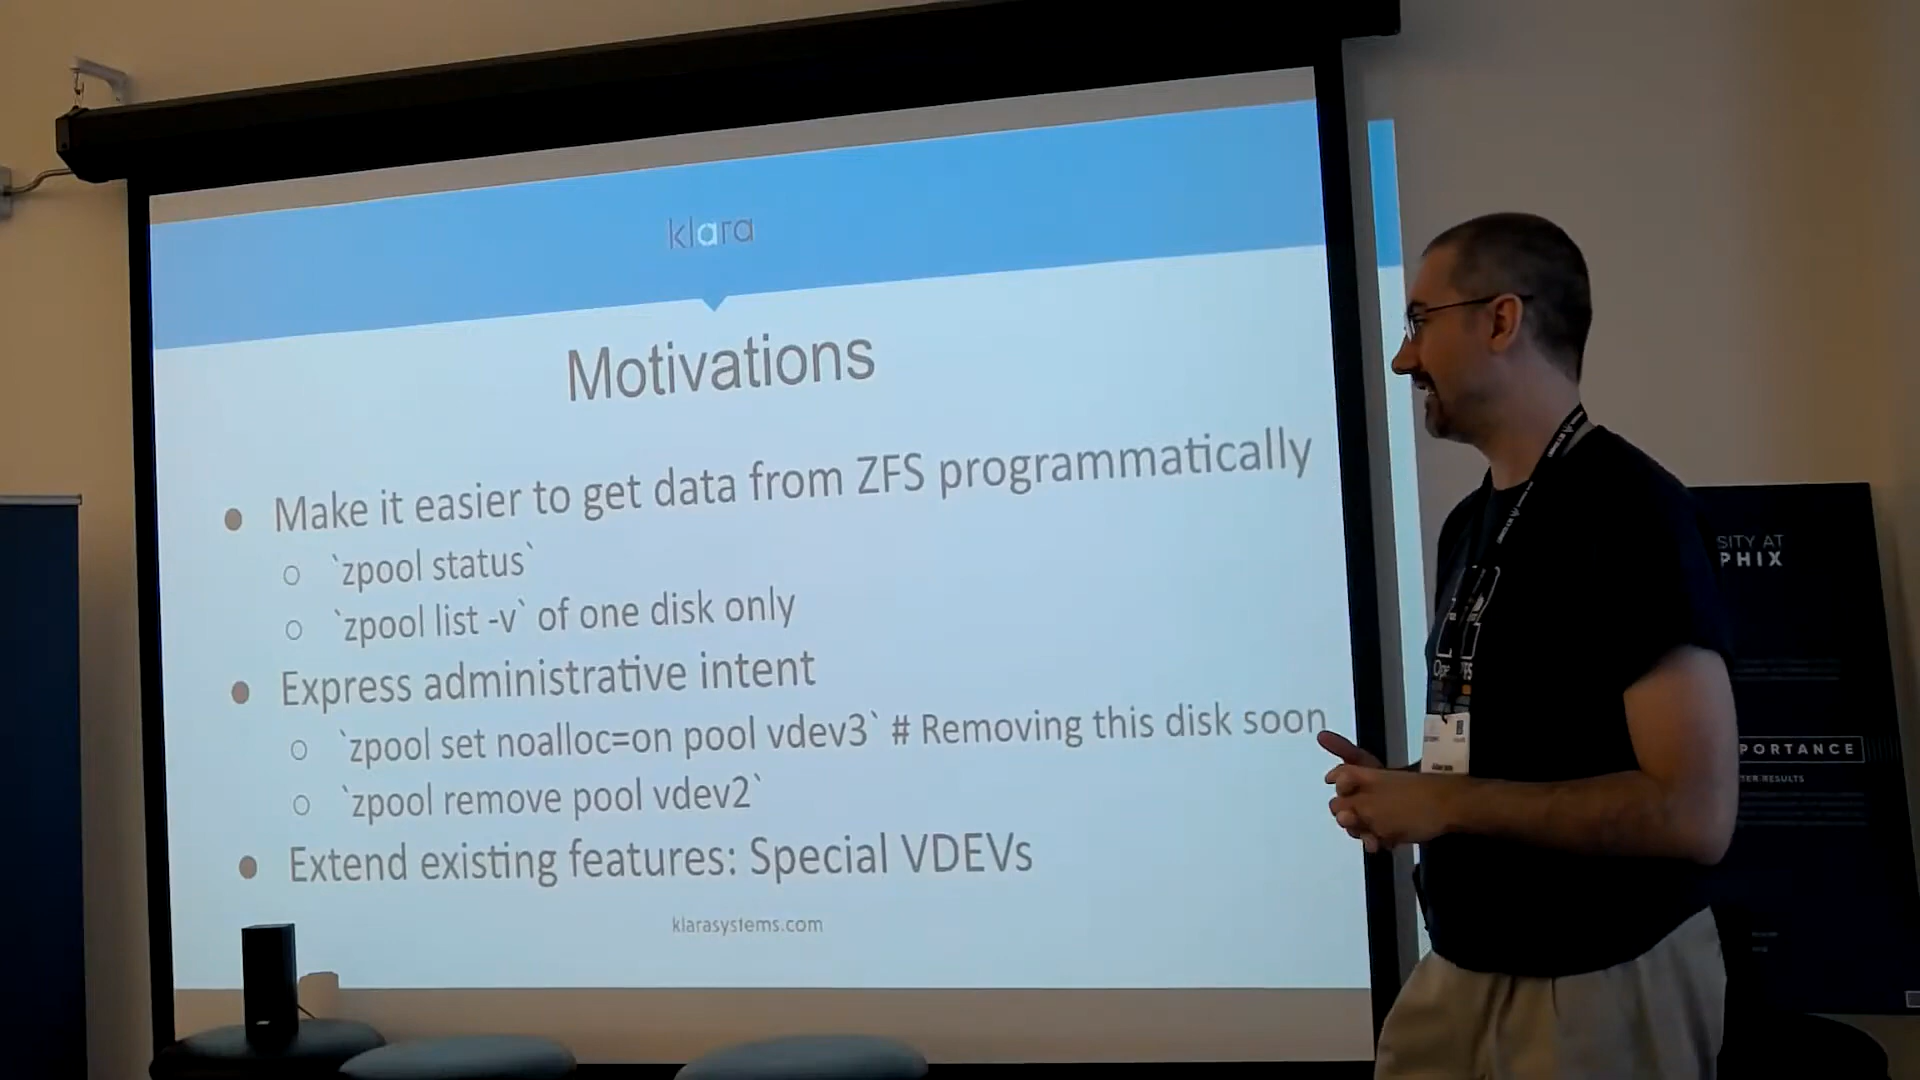 klara
Motivations
● Make it easier to get data from ZFS programmatically
○ `zpool status`
○ `zpool list -v` of one disk only
● Express administrative intent
○ `zpool set noalloc=on pool vdev3` # Removing this disk soon
○ `zpool remove pool vdev2`
● Extend existing features: Special VDEVs
klarasystems.com
SITY AT
PHIX
PORTANCE
RESULTS